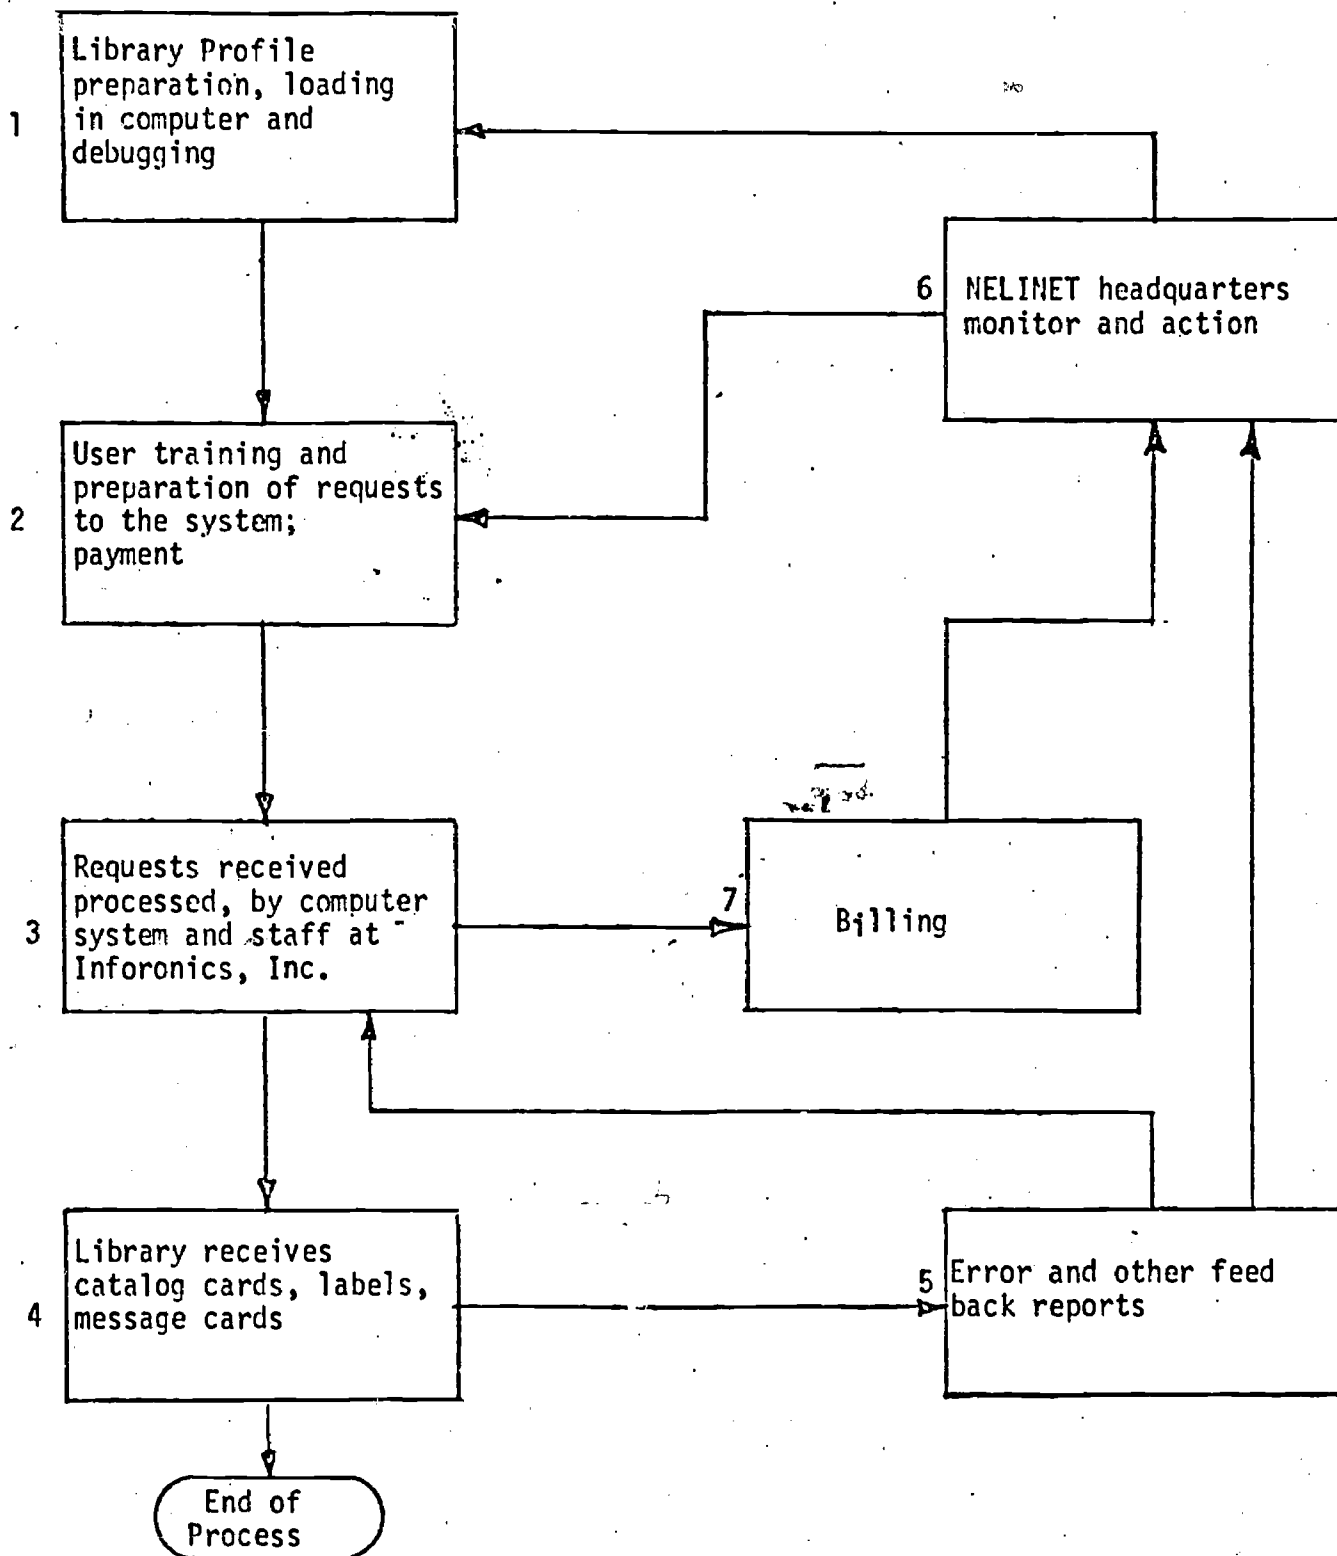 1
Library Profile
preparation, loading
in computer and
debugging
6
NELINET headquarters
monitor and action
2
User training and
preparation of requests
to the system;
payment
3
Requests received
processed, by computer
system and staff at
Inforonics, Inc.
7
Billing
4
Library receives
catalog cards, labels,
message cards
5
Error and other feed
back reports
End of
Process